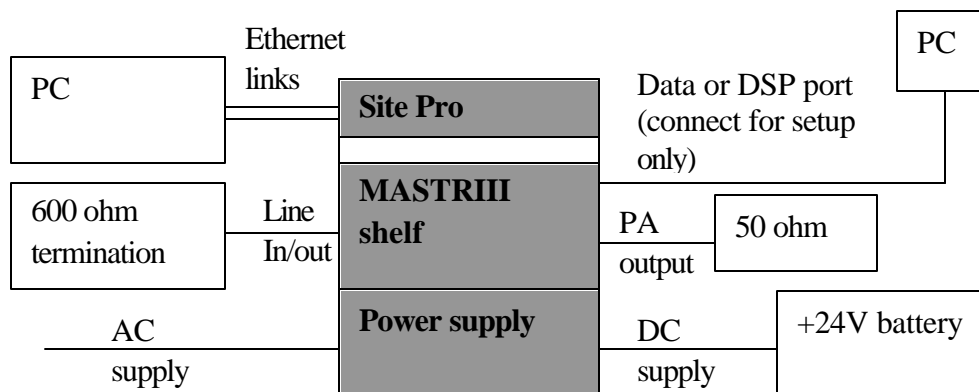 Ethernet
links
PC
PC
Site Pro
Data or DSP port
(connect for setup
only)
600 ohm
termination
Line
In/out
MASTRIII
shelf
PA
output
50 ohm
AC
supply
Power supply
DC
supply
+24V battery